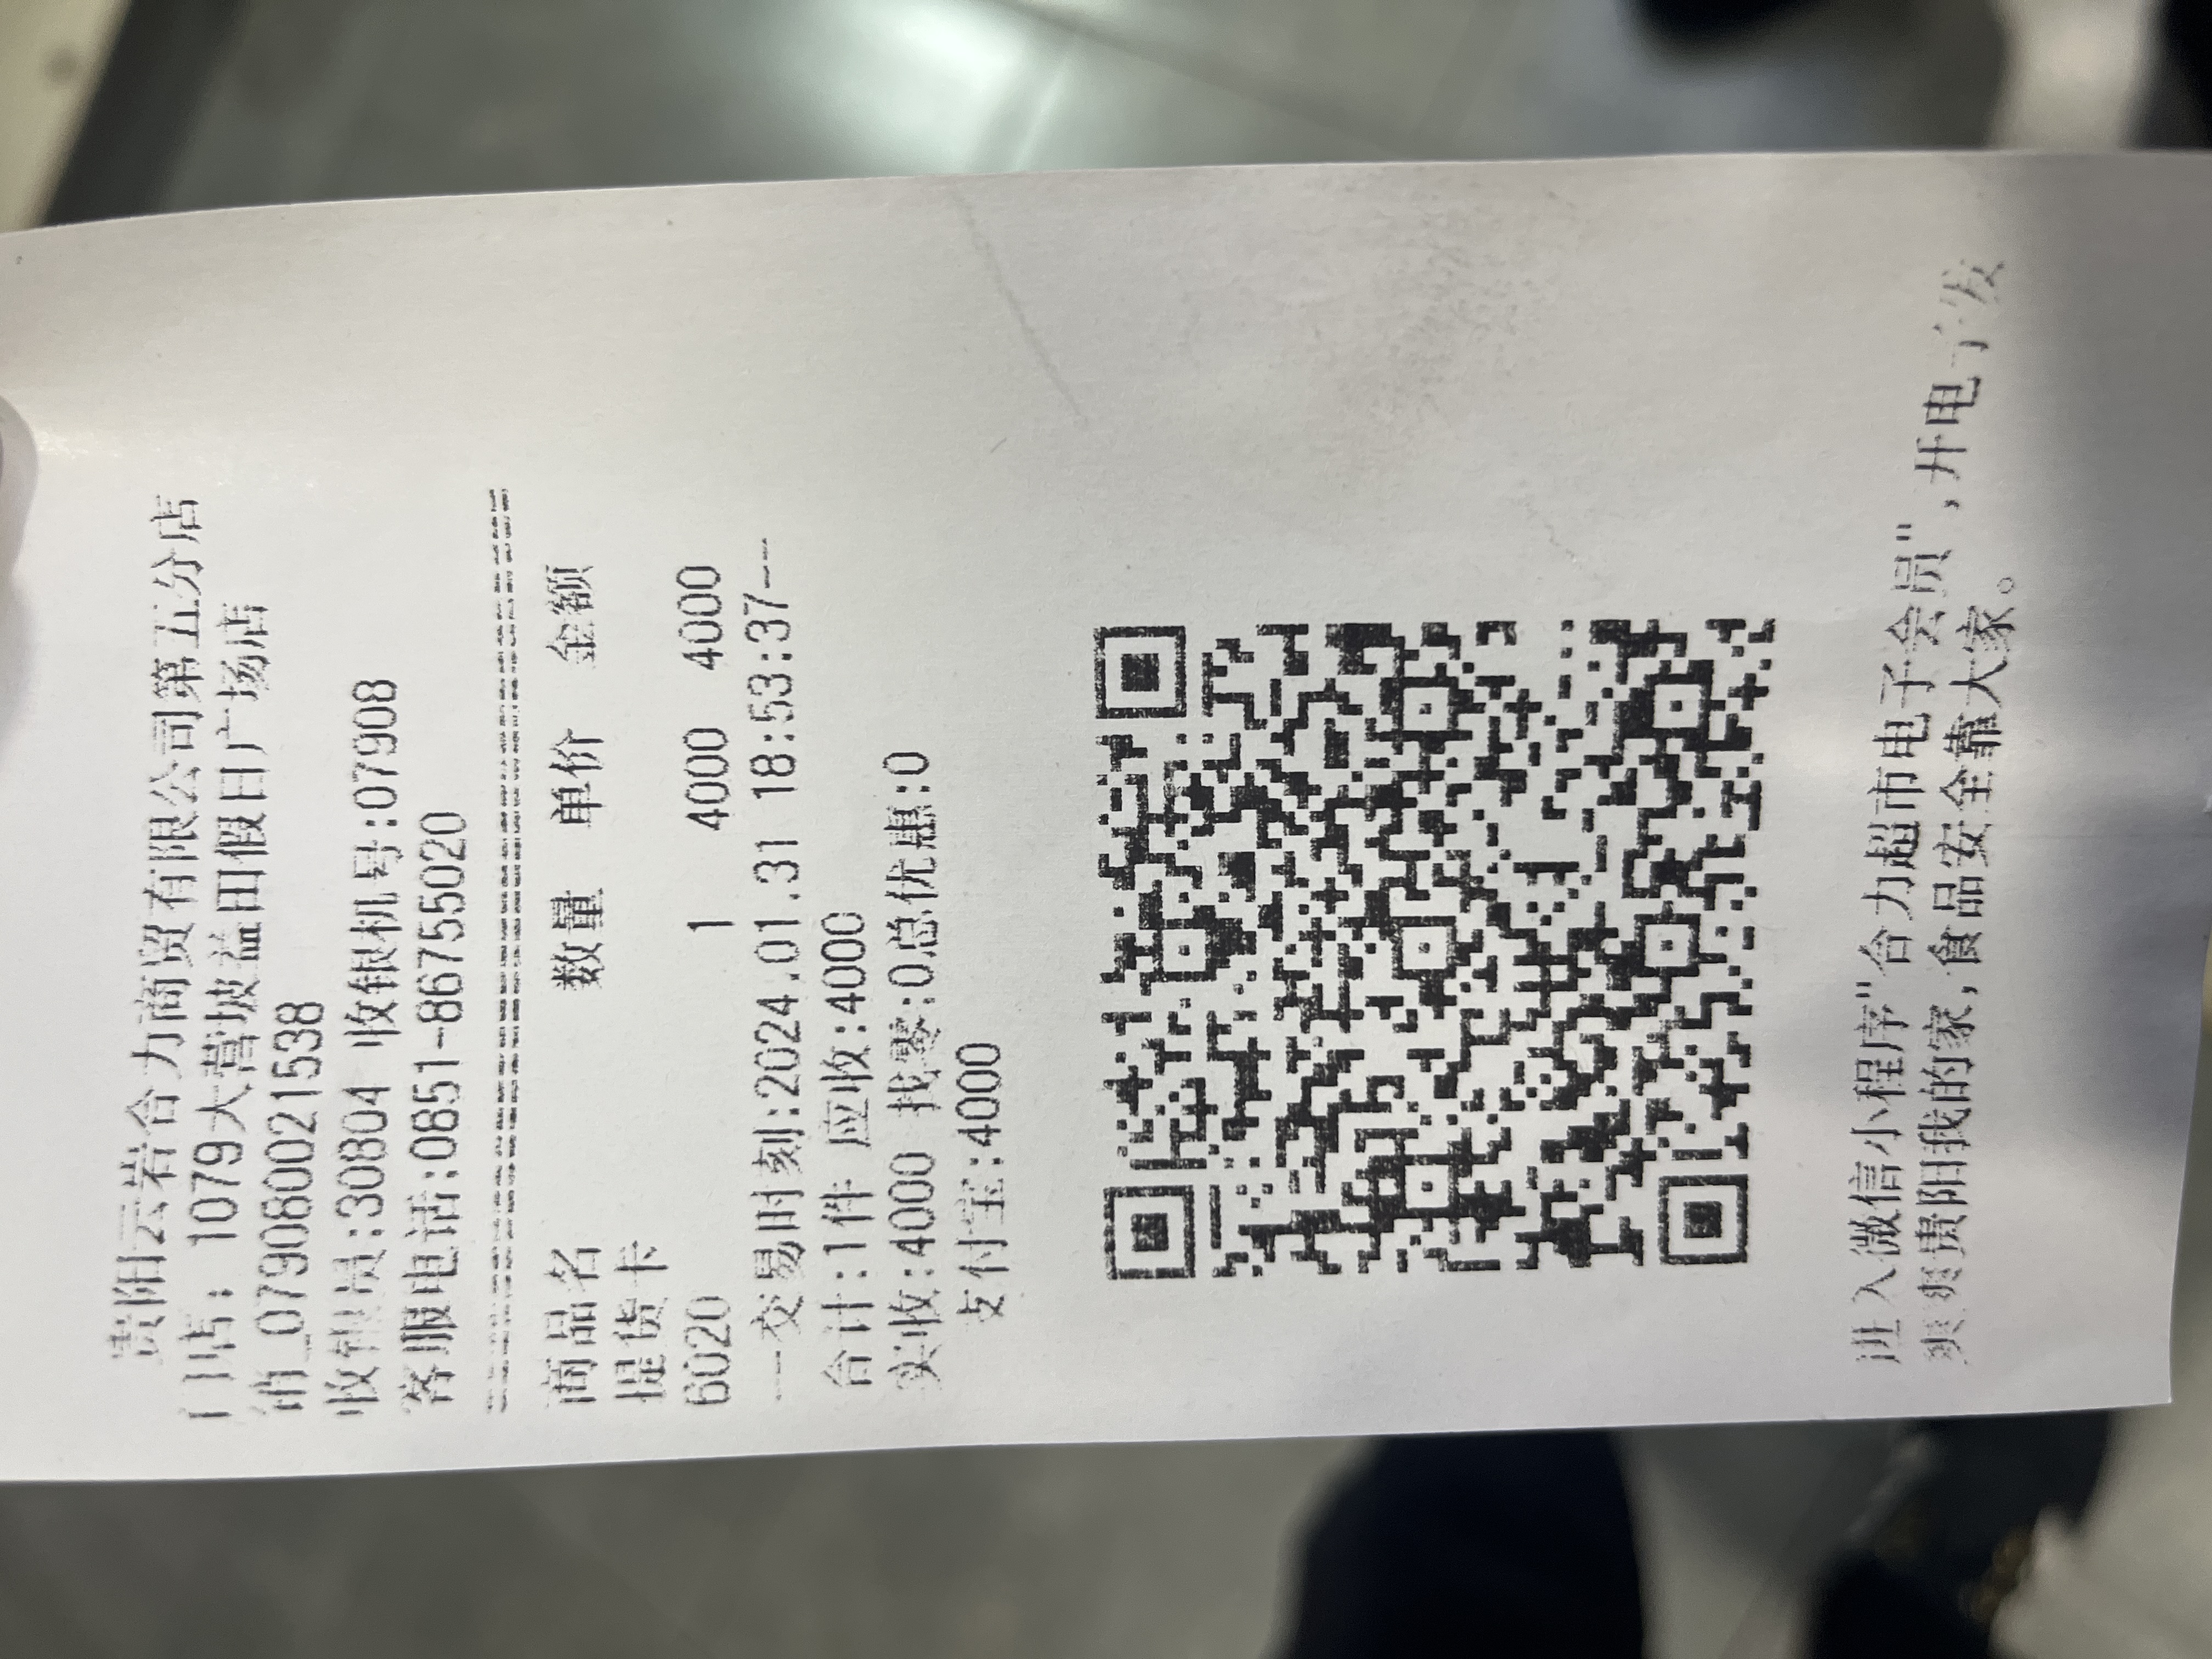 贵阳云岩合力商贸有限公司第五分店
门店: 1079大营坡益田假日广场店
销_079080021538
收银员:30804 收银机号:07908
客服电话:0851-86755020
商品名 数量 单价 金额
提货卡
6020 1 4000 4000
---交易时刻:2024.01.31 18:53:37---
合计:1件 应收:4000
实收:4000 找零:0总优惠:0
支付宝:4000
进入微信小程序"合力超市电子会员",开电子发
爽爽贵阳我的家,食品安全靠大家。